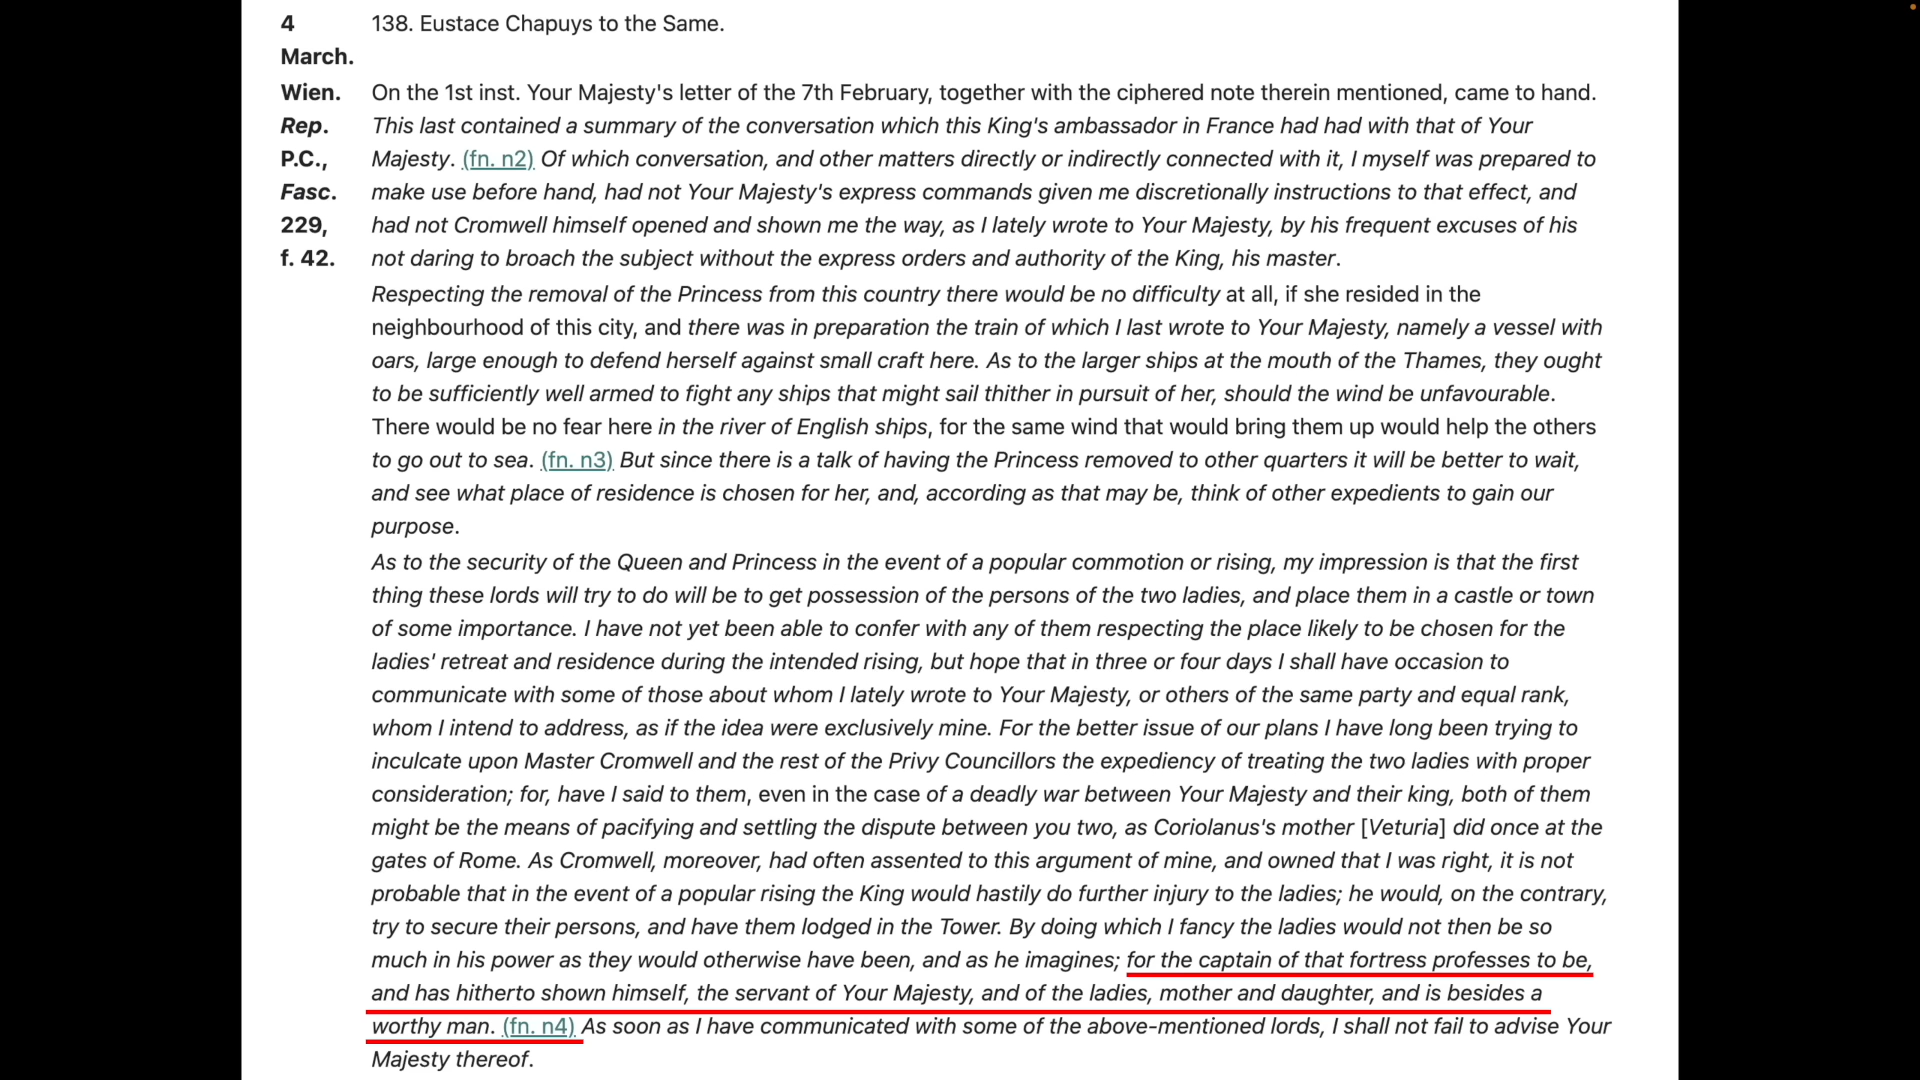 4 138. Eustace Chapuys to the Same.
March.
Wien. On the 1st inst. Your Majesty's letter of the 7th February, together with the ciphered note therein mentioned, came to hand.
Rep. This last contained a summary of the conversation which this King's ambassador in France had had with that of Your
P.C., Majesty. (fn. n2) Of which conversation, and other matters directly or indirectly connected with it, I myself was prepared to
Fasc. make use before hand, had not Your Majesty's express commands given me discretionally instructions to that effect, and
229, had not Cromwell himself opened and shown me the way, as I lately wrote to Your Majesty, by his frequent excuses of his
f. 42. not daring to broach the subject without the express orders and authority of the King, his master.
Respecting the removal of the Princess from this country there would be no difficulty at all, if she resided in the
neighbourhood of this city, and there was in preparation the train of which I last wrote to Your Majesty, namely a vessel with
oars, large enough to defend herself against small craft here. As to the larger ships at the mouth of the Thames, they ought
to be sufficiently well armed to fight any ships that might sail thither in pursuit of her, should the wind be unfavourable.
There would be no fear here in the river of English ships, for the same wind that would bring them up would help the others
to go out to sea. (fn. n3) But since there is a talk of having the Princess removed to other quarters it will be better to wait,
and see what place of residence is chosen for her, and, according as that may be, think of other expedients to gain our
purpose.
As to the security of the Queen and Princess in the event of a popular commotion or rising, my impression is that the first
thing these lords will try to do will be to get possession of the persons of the two ladies, and place them in a castle or town
of some importance. I have not yet been able to confer with any of them respecting the place likely to be chosen for the
ladies' retreat and residence during the intended rising, but hope that in three or four days I shall have occasion to
communicate with some of those about whom I lately wrote to Your Majesty, or others of the same party and equal rank,
whom I intend to address, as if the idea were exclusively mine. For the better issue of our plans I have long been trying to
inculcate upon Master Cromwell and the rest of the Privy Councillors the expediency of treating the two ladies with proper
consideration; for, have I said to them, even in the case of a deadly war between Your Majesty and their king, both of them
might be the means of pacifying and settling the dispute between you two, as Coriolanus's mother [Veturia] did once at the
gates of Rome. As Cromwell, moreover, had often assented to this argument of mine, and owned that I was right, it is not
probable that in the event of a popular rising the King would hastily do further injury to the ladies; he would, on the contrary,
try to secure their persons, and have them lodged in the Tower. By doing which I fancy the ladies would not then be so
much in his power as they would otherwise have been, and as he imagines; for the captain of that fortress professes to be,
and has hitherto shown himself, the servant of Your Majesty, and of the ladies, mother and daughter, and is besides a
worthy man. (fn. n4) As soon as I have communicated with some of the above-mentioned lords, I shall not fail to advise Your
Majesty thereof.